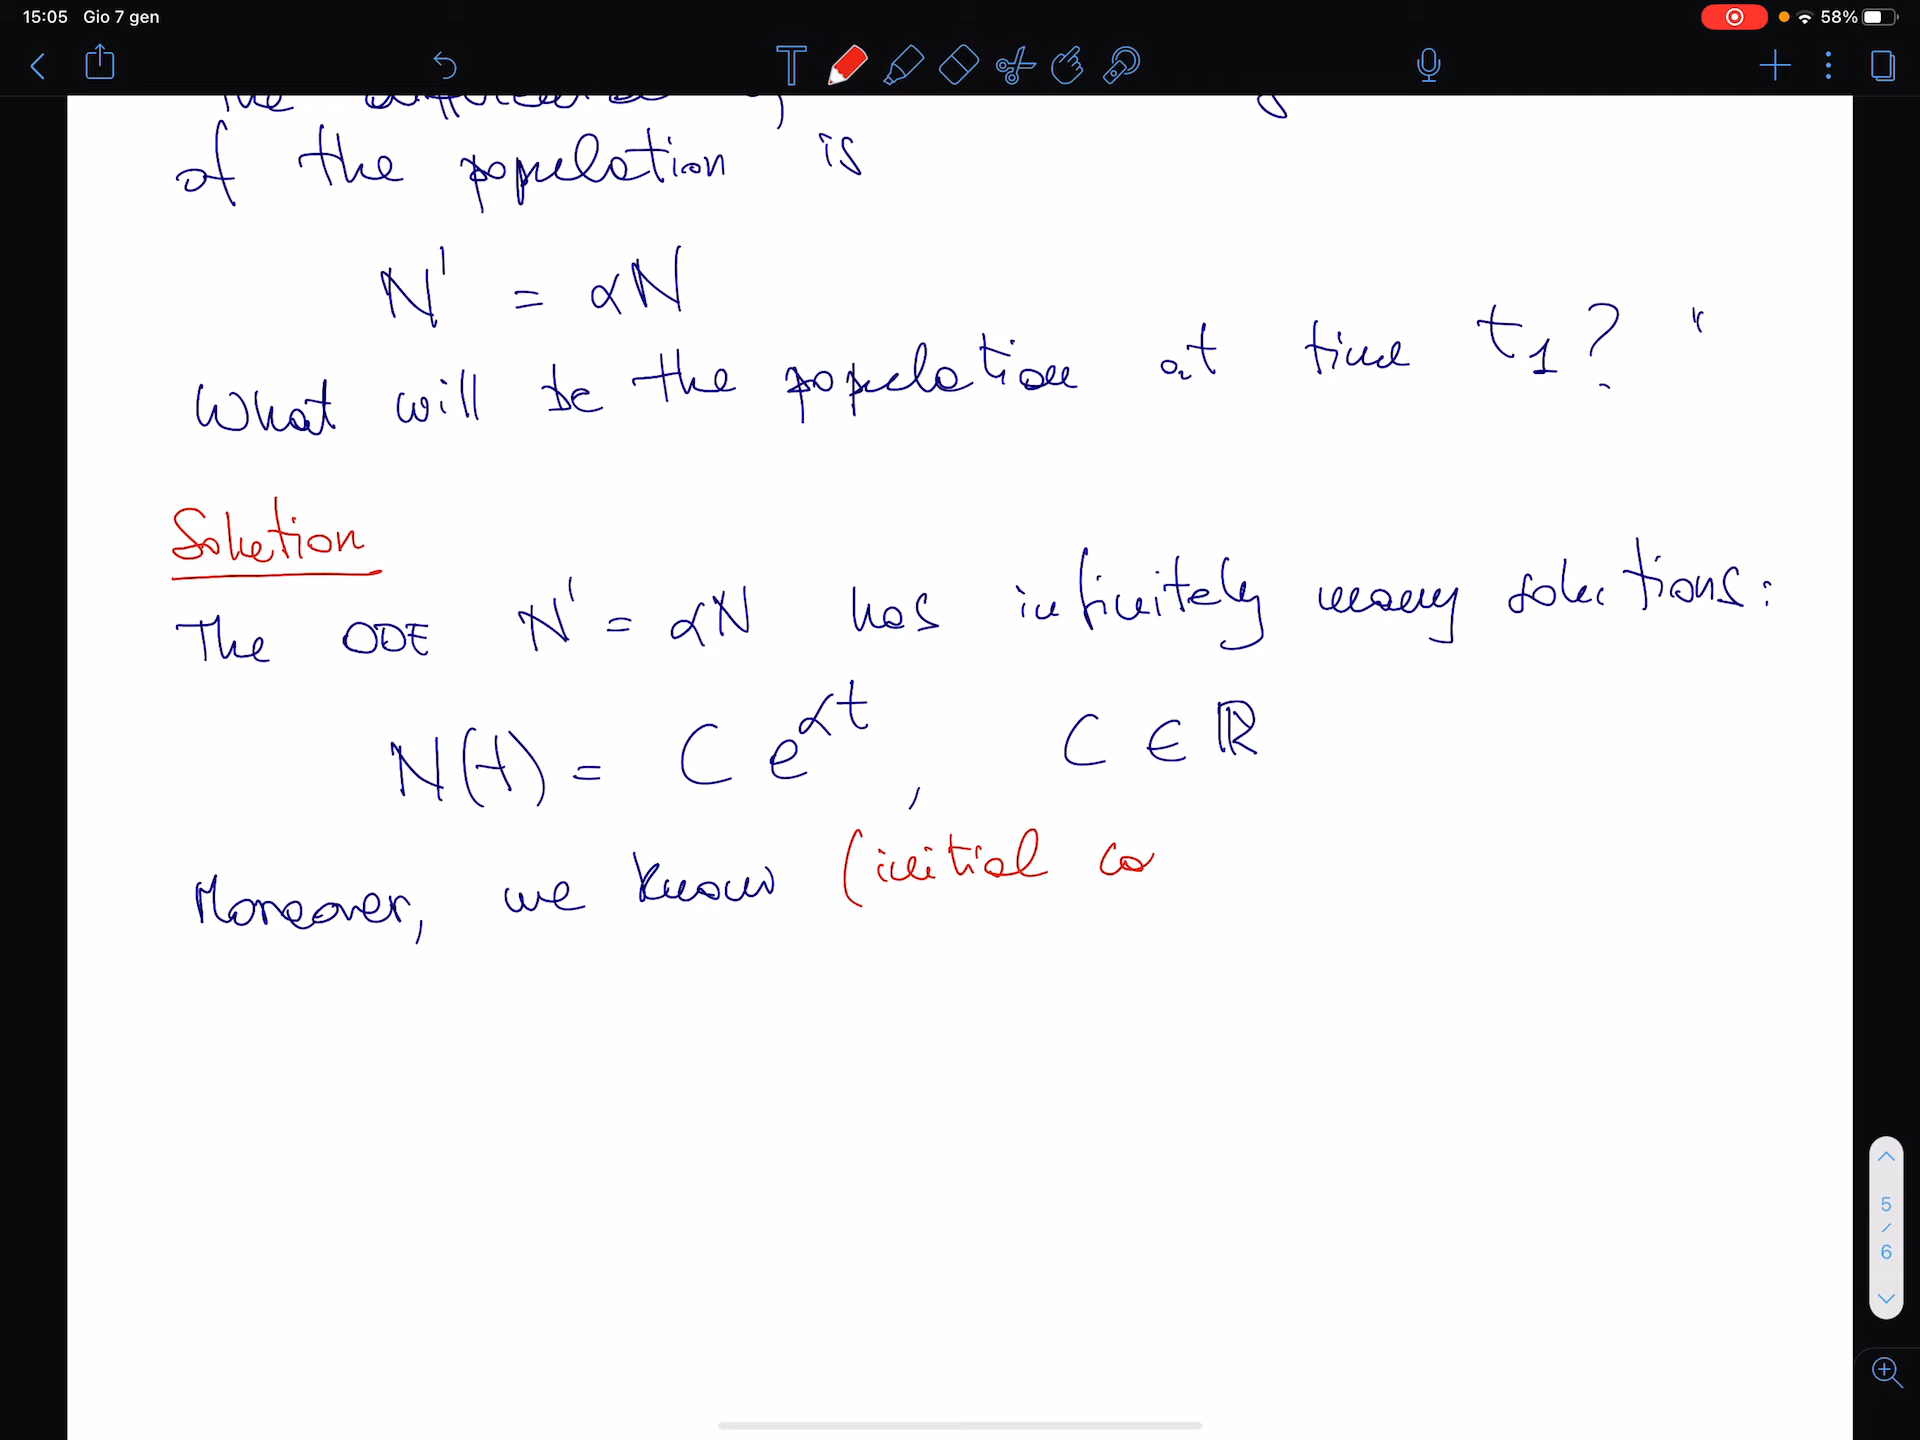 15:05 Gio 7 gen 58%
of the population is
N' = αN
What will be the population at time t₁? "
Solution
The ODE N' = αN has infinitely many solutions:
N(t) = C e^{αt}, C ∈ ℝ
Moreover, we know (initial co
5
/
6